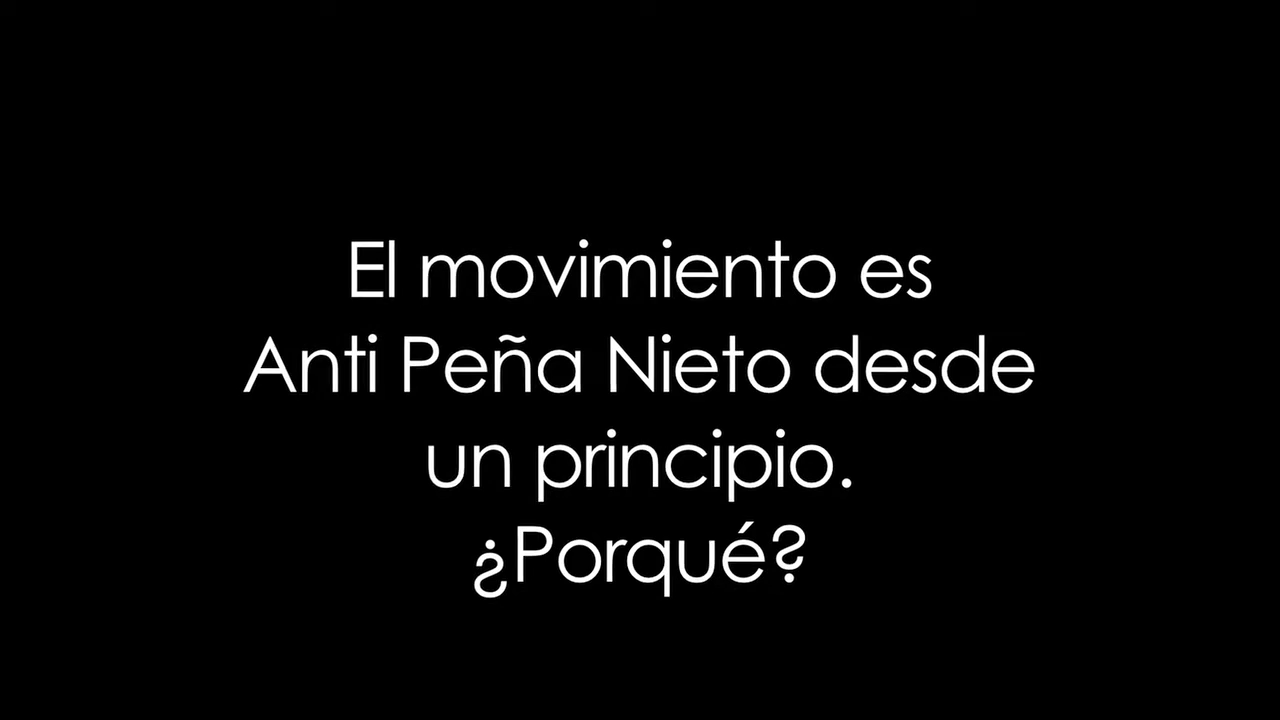 El movimiento es
Anti Peña Nieto desde
un principio.
¿Porqué?